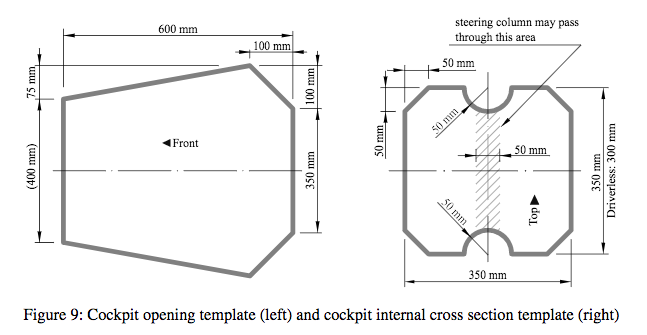 steering column may pass
through this area
600 mm
100 mm
50 mm
75 mm
100 mm
50 mm
50 mm
◄Front
50 mm
(400 mm)
350 mm
350 mm
Driverless: 300 mm
50 mm
Top▲
350 mm
Figure 9: Cockpit opening template (left) and cockpit internal cross section template (right)